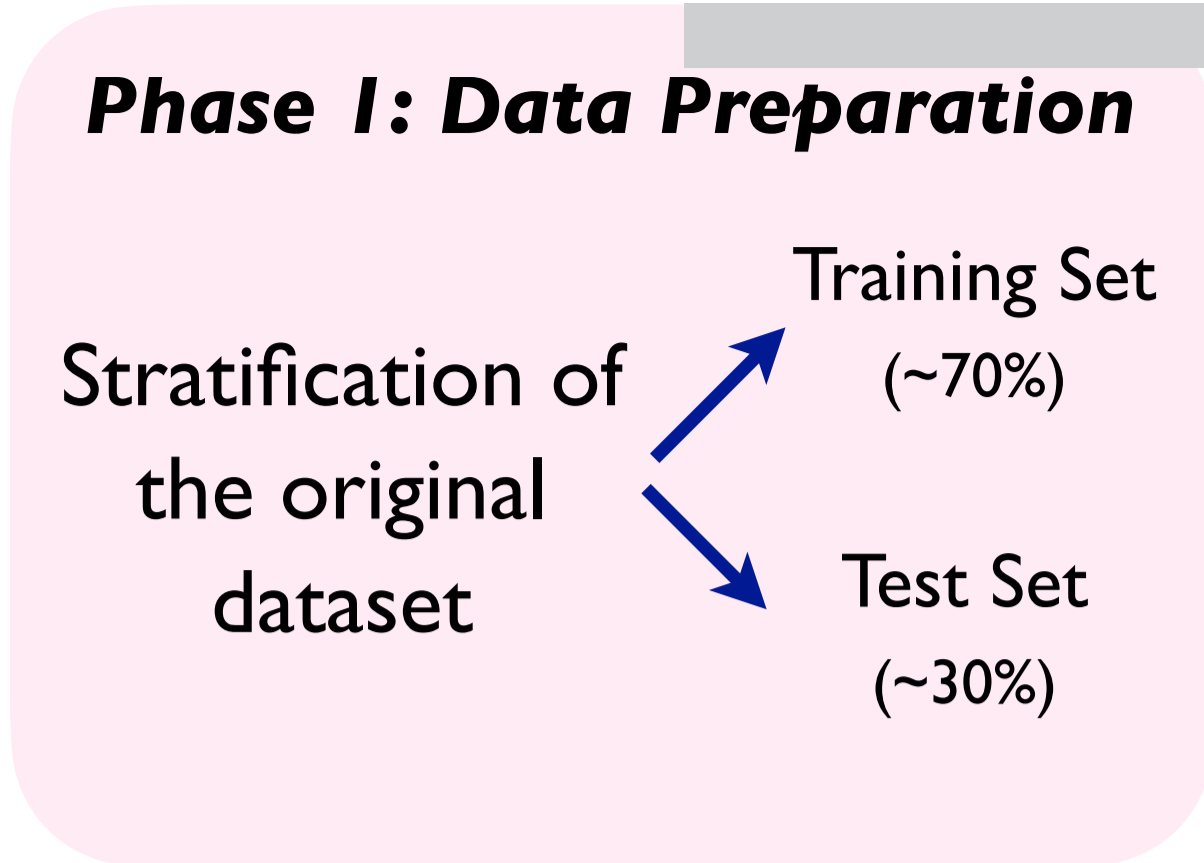 Phase 1: Data Preparation
Stratification of
the original
dataset
Training Set
(~70%)
Test Set
(~30%)